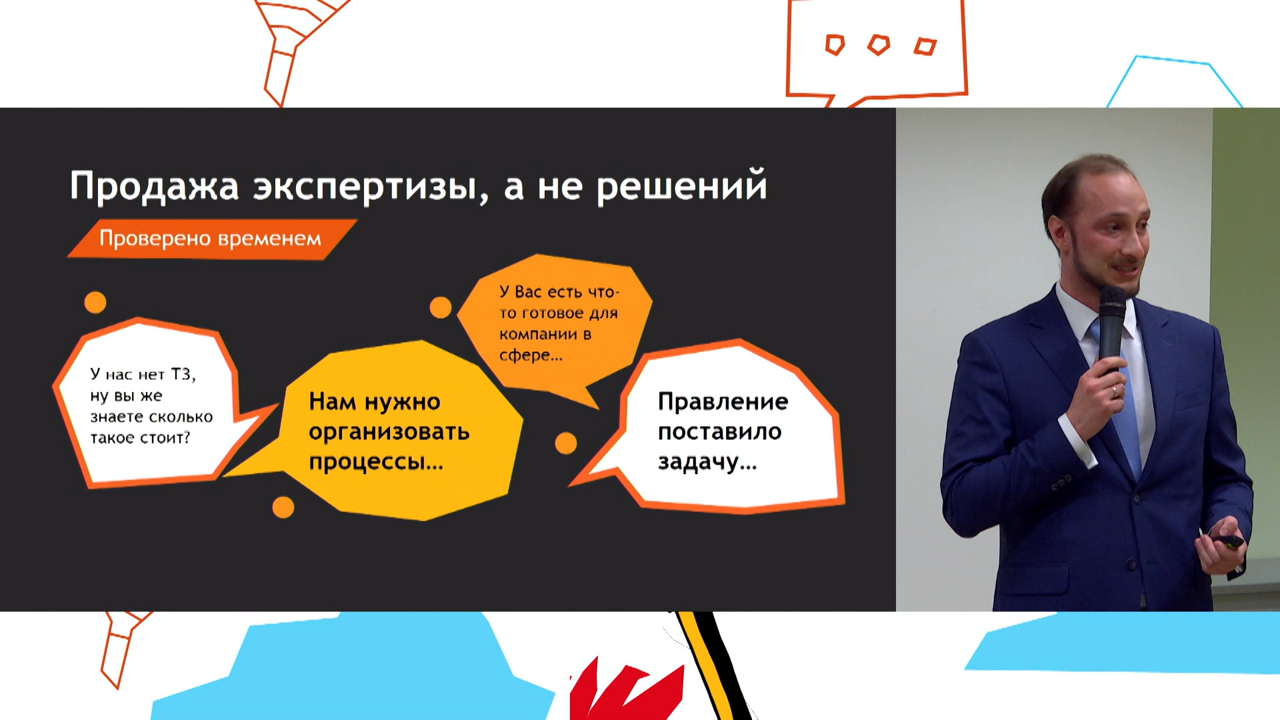 Продажа экспертизы, а не решений
Проверено временем
У нас нет ТЗ,
ну вы же
знаете сколько
такое стоит?
Нам нужно
организовать
процессы...
У Вас есть что-
то готовое для
компании в
сфере...
Правление
поставило
задачу...